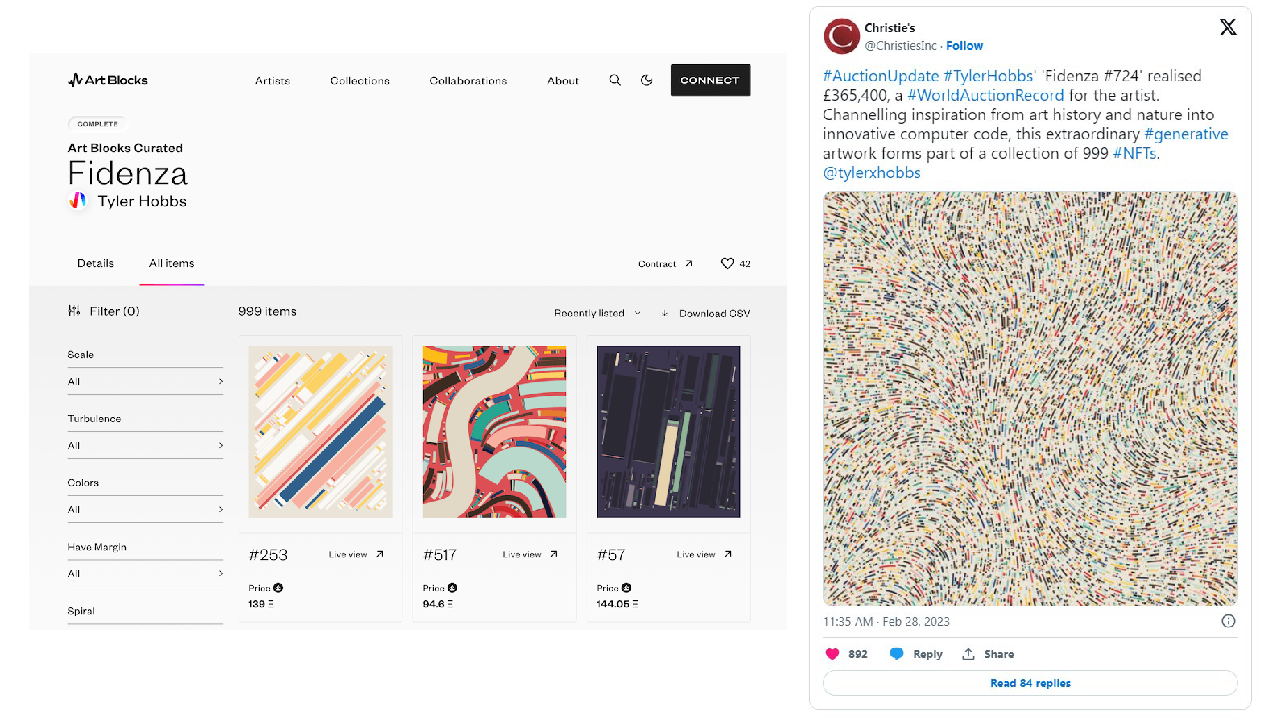 Art Blocks
Artists
Collections
Collaborations
About
CONNECT
COMPLETE
Art Blocks Curated
Fidenza
Tyler Hobbs
Details
All items
Contract
42
Filter (0)
999 items
Recently listed
Download CSV
Scale
All
Turbulence
All
Colors
All
Have Margin
All
Spiral
#253
Live view
Price
139 Ξ
#517
Live view
Price
94.6 Ξ
#57
Live view
Price
144.05 Ξ
Christie's
@ChristiesInc · Follow
#AuctionUpdate #TylerHobbs' 'Fidenza #724' realised
£365,400, a #WorldAuctionRecord for the artist.
Channelling inspiration from art history and nature into
innovative computer code, this extraordinary #generative
artwork forms part of a collection of 999 #NFTs.
@tylerxhobbs
11:35 AM · Feb 28, 2023
892
Reply
Share
Read 84 replies